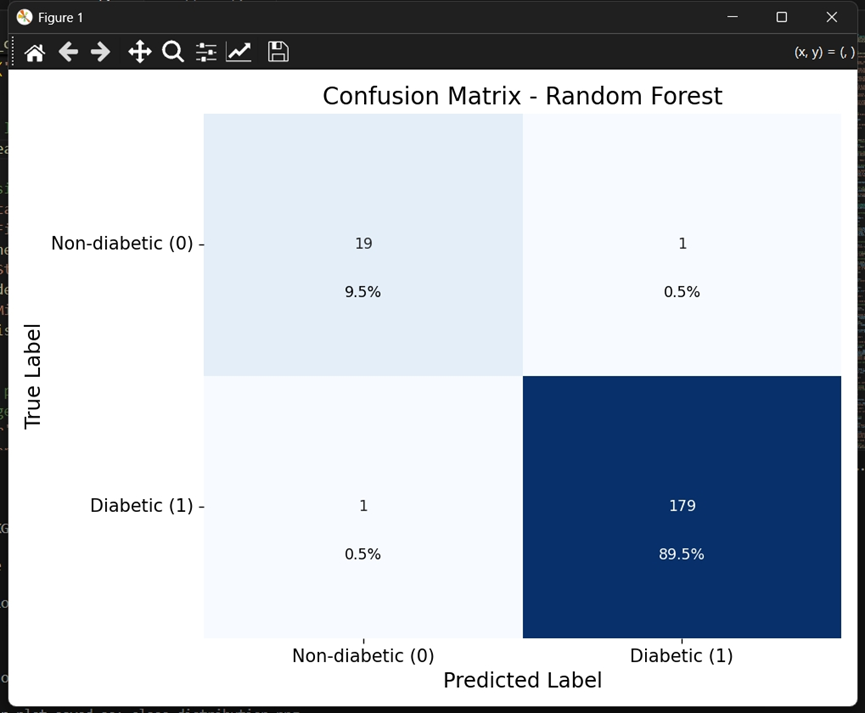 Figure 1
(x, y) = (, )
Confusion Matrix - Random Forest
Non-diabetic (0)
19
1
9.5%
0.5%
True Label
Diabetic (1)
1
179
0.5%
89.5%
Non-diabetic (0)
Diabetic (1)
Predicted Label